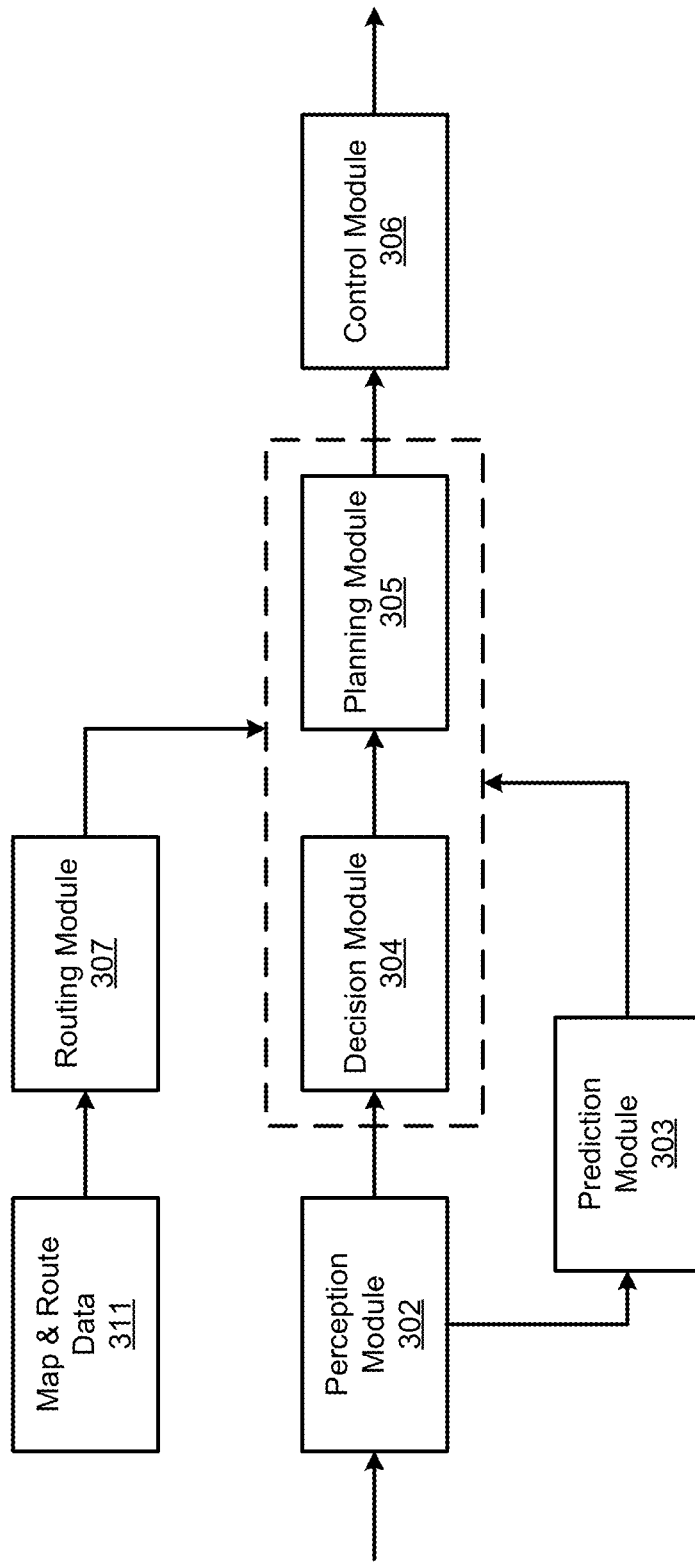 Map & Route
Data
311
Routing Module
307
Perception
Module
302
Decision Module
304
Planning Module
305
Control Module
306
Prediction
Module
303